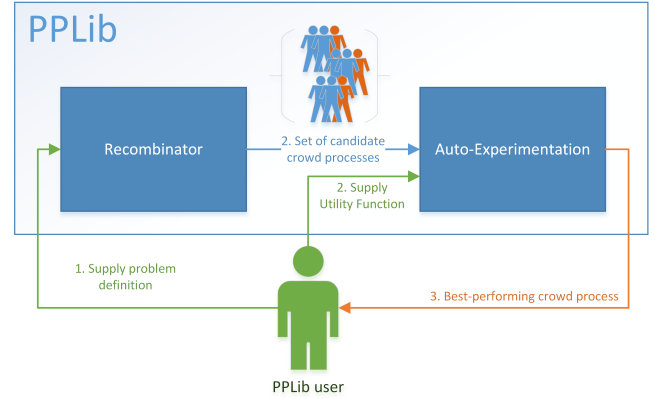 PPLib
Recombinator
2. Set of candidate
crowd processes
Auto-Experimentation
2. Supply
Utility Function
1. Supply problem
definition
3. Best-performing crowd process
PPLib user